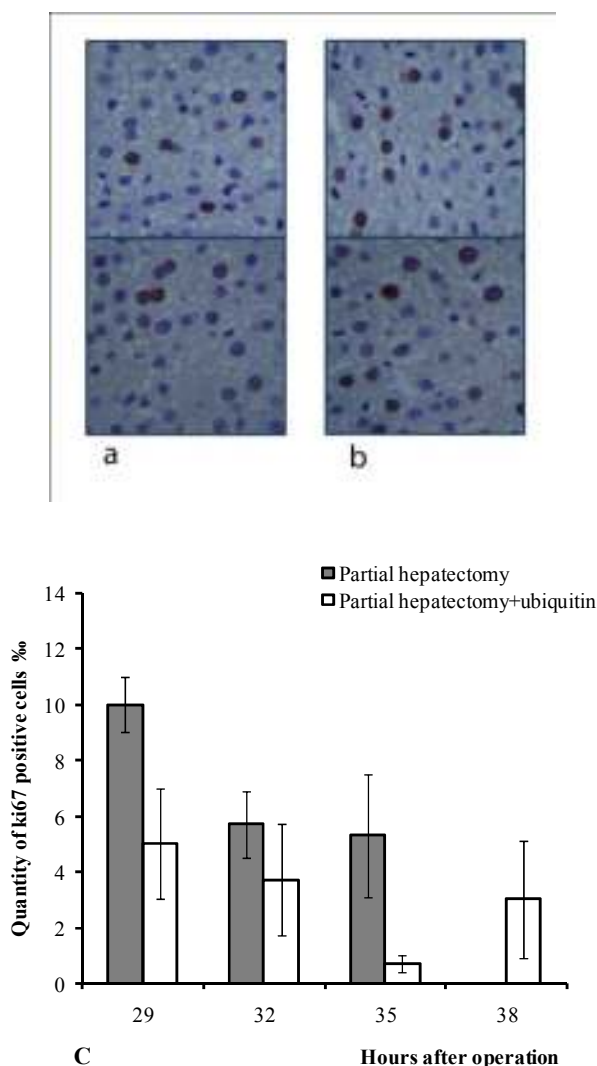 a
b
Partial hepatectomy
Partial hepatectomy+ubiquitin
Quantity of ki67 positive cells ‰
14
12
10
8
6
4
2
0
29 32 35 38
C Hours after operation